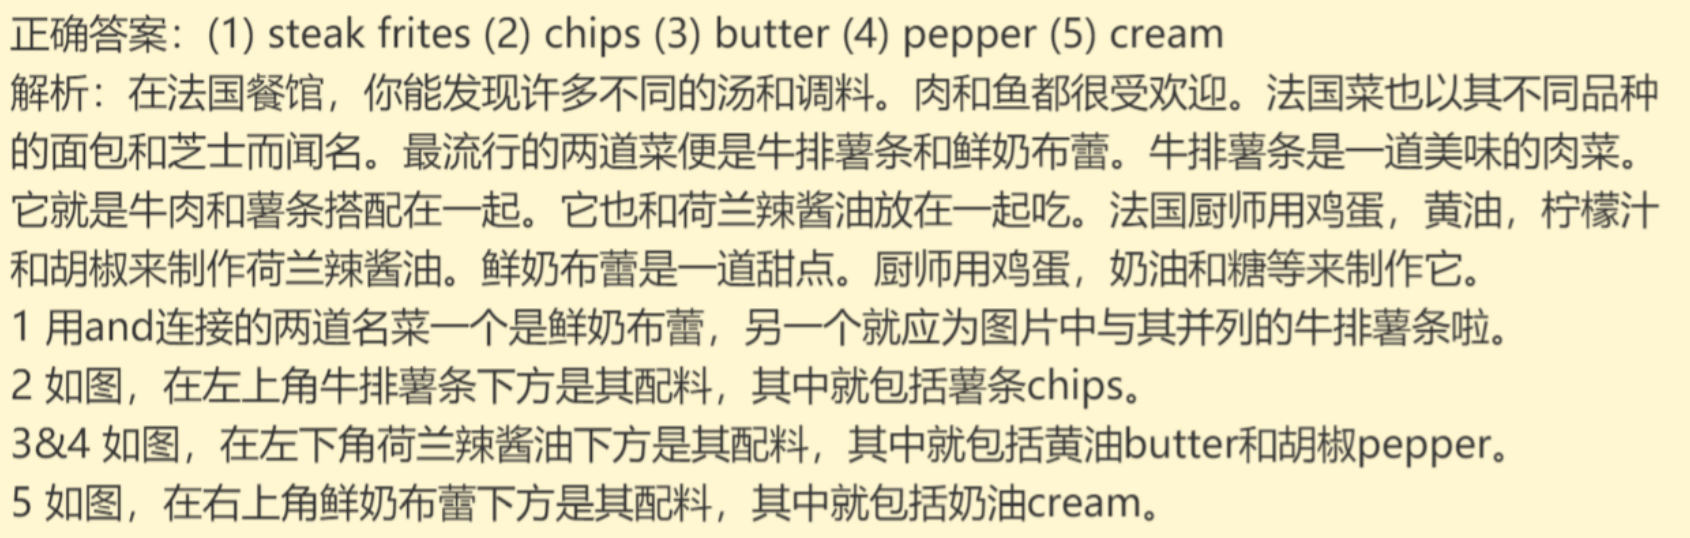 正确答案：(1) steak frites (2) chips (3) butter (4) pepper (5) cream
解析：在法国餐馆，你能发现许多不同的汤和调料。肉和鱼都很受欢迎。法国菜也以其不同品种
的面包和芝士而闻名。最流行的两道菜便是牛排薯条和鲜奶布蕾。牛排薯条是一道美味的肉菜。
它就是牛肉和薯条搭配在一起。它也和荷兰辣酱油放在一起吃。法国厨师用鸡蛋，黄油，柠檬汁
和胡椒来制作荷兰辣酱油。鲜奶布蕾是一道甜点。厨师用鸡蛋，奶油和糖等来制作它。
1 用and连接的两道名菜一个是鲜奶布蕾，另一个就应为图片中与其并列的牛排薯条啦。
2 如图，在左上角牛排薯条下方是其配料，其中就包括薯条chips。
3&4 如图，在左下角荷兰辣酱油下方是其配料，其中就包括黄油butter和胡椒pepper。
5 如图，在右上角鲜奶布蕾下方是其配料，其中就包括奶油cream。